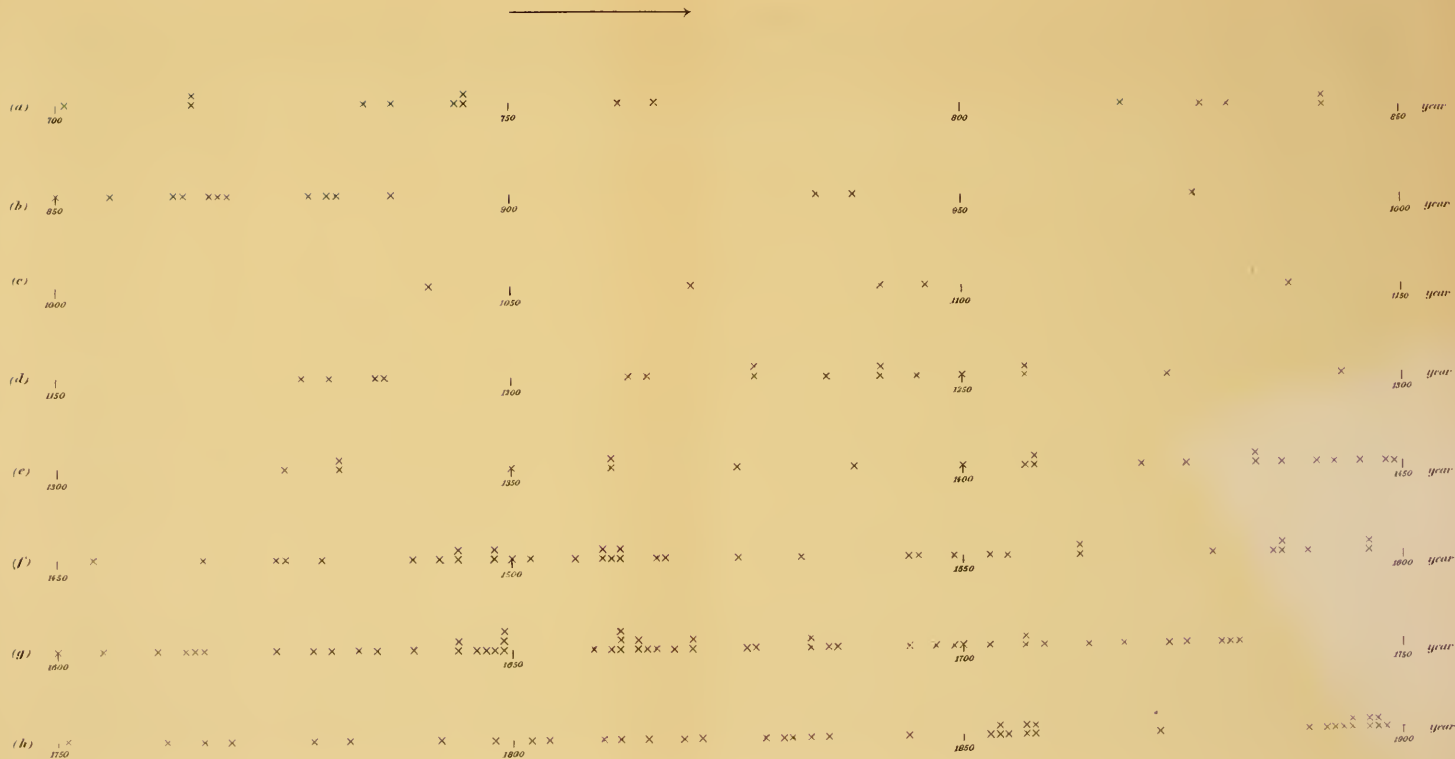 (a) 700 750 800 850 year
(b) 850 900 950 1000 year
(c) 1000 1050 1100 1150 year
(d) 1150 1200 1250 1300 year
(e) 1300 1350 1400 1450 year
(f) 1450 1500 1550 1600 year
(g) 1600 1650 1700 1750 year
(h) 1750 1800 1850 1900 year